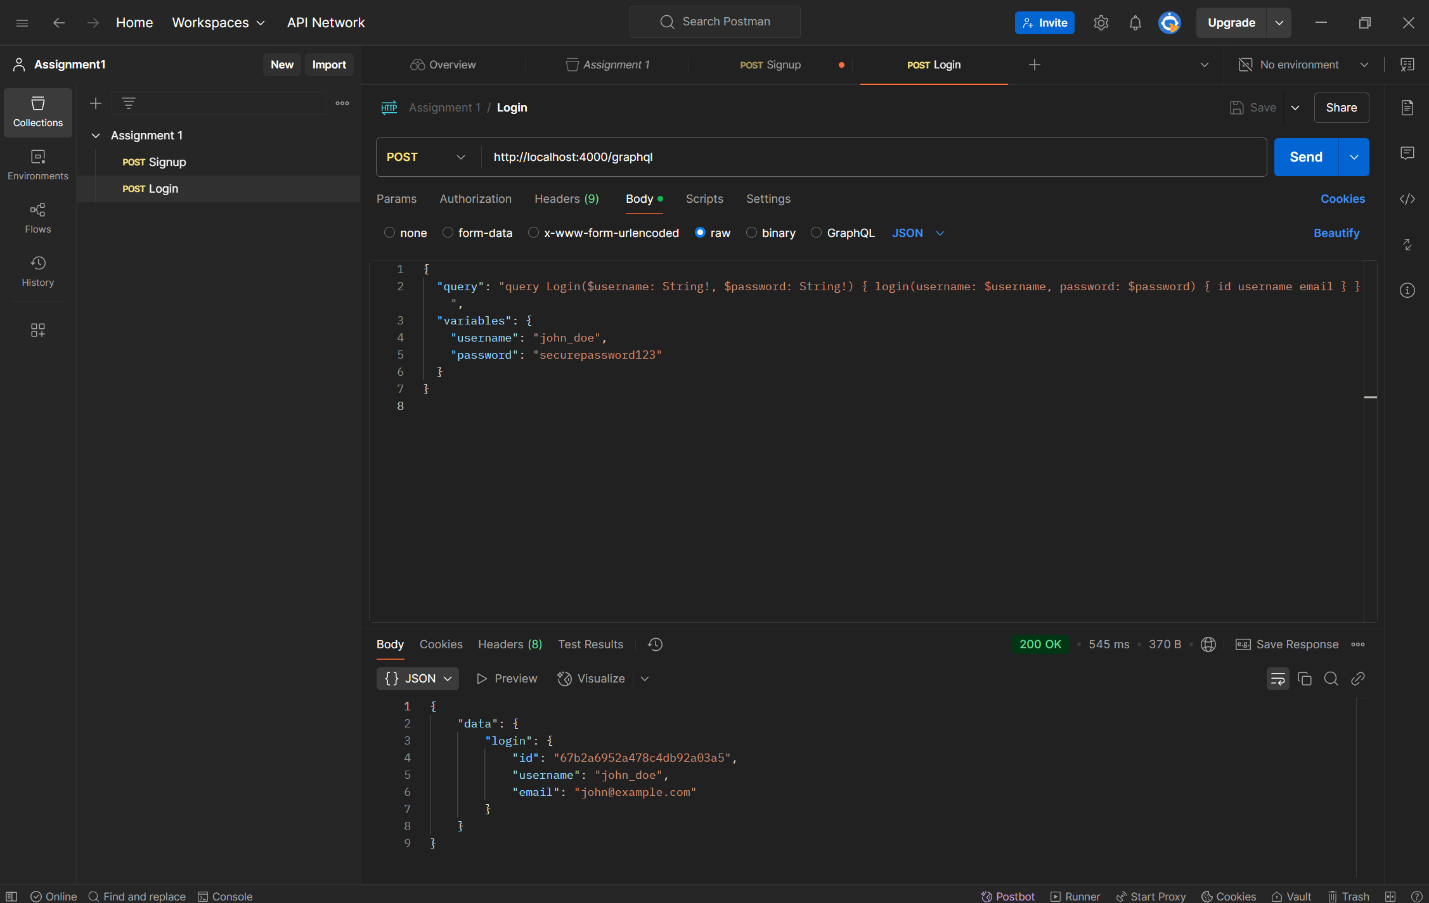 Home Workspaces API Network Search Postman Invite Upgrade
Assignment1 New Import Overview Assignment 1 POST Signup POST Login No environment
Collections
Environments
Flows
History
Assignment 1
POST Signup
POST Login
HTTP Assignment 1 / Login Save Share
POST http://localhost:4000/graphql Send
Params Authorization Headers (9) Body Scripts Settings Cookies
none form-data x-www-form-urlencoded raw binary GraphQL JSON Beautify
1 {
2 "query": "query Login($username: String!, $password: String!) { login(username: $username, password: $password) { id username email } }
",
3 "variables": {
4 "username": "john_doe",
5 "password": "securepassword123"
6 }
7 }
8
Body Cookies Headers (8) Test Results 200 OK 545 ms 370 B e.g. Save Response
{} JSON Preview Visualize
1 {
2 "data": {
3 "login": {
4 "id": "67b2a6952a478c4db92a03a5",
5 "username": "john_doe",
6 "email": "john@example.com"
7 }
8 }
9 }
Online Find and replace Console Postbot Runner Start Proxy Cookies Vault Trash